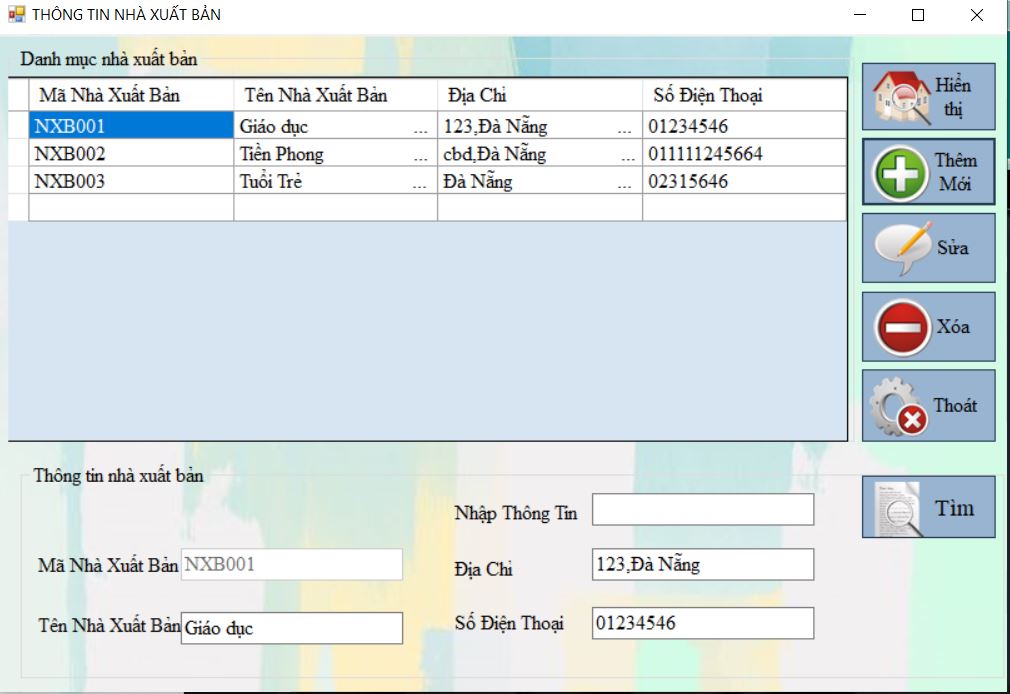 THÔNG TIN NHÀ XUẤT BẢN
Danh mục nhà xuất bản
Mã Nhà Xuất Bản Tên Nhà Xuất Bản Địa Chỉ Số Điện Thoại
NXB001 Giáo dục ... 123,Đà Nẵng ... 01234546
NXB002 Tiền Phong ... cbd,Đà Nẵng ... 011111245664
NXB003 Tuổi Trẻ ... Đà Nẵng ... 02315646
Hiển
thị
Thêm
Mới
Sửa
Xóa
Thoát
Tìm
Thông tin nhà xuất bản
Nhập Thông Tin
Mã Nhà Xuất Bản NXB001
Địa Chỉ 123,Đà Nẵng
Tên Nhà Xuất Bản Giáo dục
Số Điện Thoại 01234546